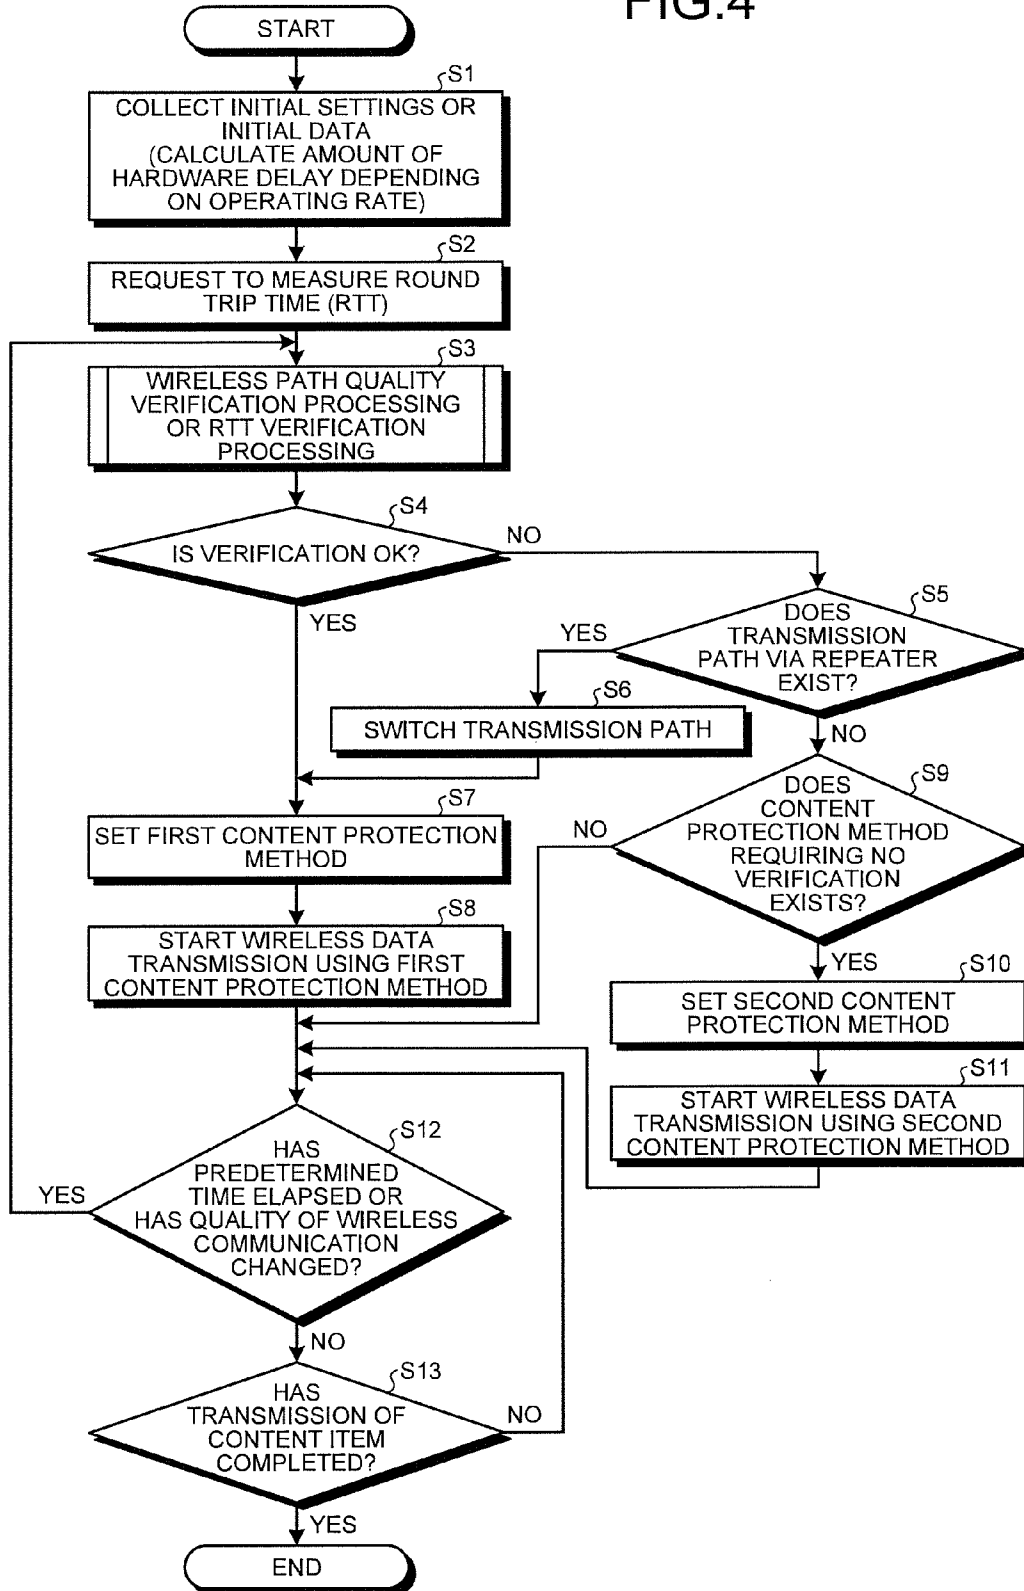 FIG.4
START
S1
COLLECT INITIAL SETTINGS OR
INITIAL DATA
(CALCULATE AMOUNT OF
HARDWARE DELAY DEPENDING
ON OPERATING RATE)
S2
REQUEST TO MEASURE ROUND
TRIP TIME (RTT)
S3
WIRELESS PATH QUALITY
VERIFICATION PROCESSING
OR RTT VERIFICATION
PROCESSING
S4
IS VERIFICATION OK?
NO
YES
S5
DOES
TRANSMISSION
PATH VIA REPEATER
EXIST?
YES
NO
S6
SWITCH TRANSMISSION PATH
S7
SET FIRST CONTENT PROTECTION
METHOD
S8
START WIRELESS DATA
TRANSMISSION USING FIRST
CONTENT PROTECTION METHOD
S9
DOES
CONTENT
PROTECTION METHOD
REQUIRING NO
VERIFICATION
EXISTS?
NO
YES
S10
SET SECOND CONTENT
PROTECTION METHOD
S11
START WIRELESS DATA
TRANSMISSION USING SECOND
CONTENT PROTECTION METHOD
S12
HAS
PREDETERMINED
TIME ELAPSED OR
HAS QUALITY OF WIRELESS
COMMUNICATION
CHANGED?
YES
NO
S13
HAS
TRANSMISSION OF
CONTENT ITEM
COMPLETED?
NO
YES
END